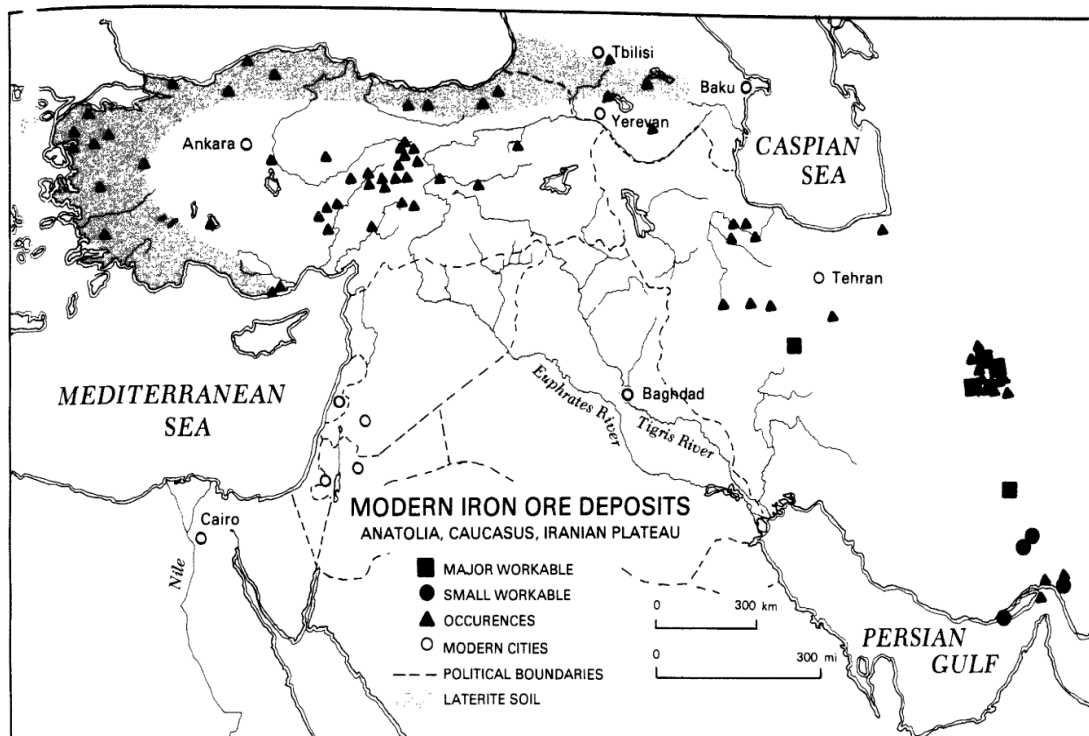 Tbilisi
Baku
Yerevan
Ankara
CASPIAN
SEA
Tehran
MEDITERRANEAN
SEA
Euphrates River
Baghdad
Tigris River
Cairo
Nile
MODERN IRON ORE DEPOSITS
ANATOLIA, CAUCASUS, IRANIAN PLATEAU
MAJOR WORKABLE
SMALL WORKABLE
OCCURENCES
MODERN CITIES
POLITICAL BOUNDARIES
LATERITE SOIL
0 300 km
0 300 mi
PERSIAN
GULF